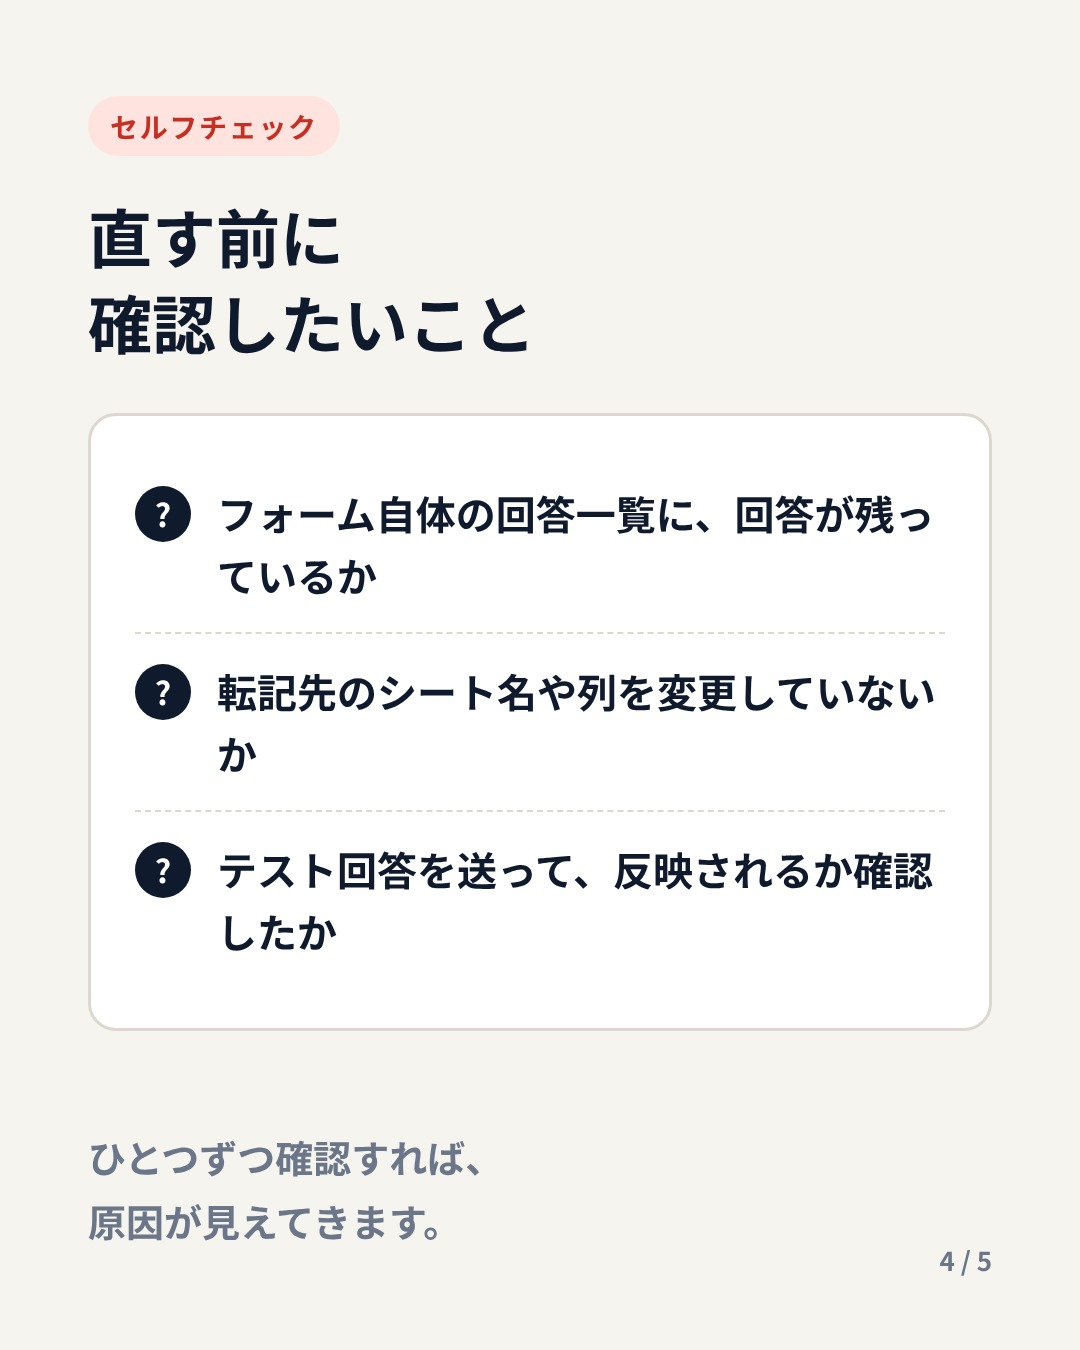 セルフチェック
直す前に
確認したいこと
? フォーム自体の回答一覧に、回答が残っ
ているか
? 転記先のシート名や列を変更していない
か
? テスト回答を送って、反映されるか確認
したか
ひとつずつ確認すれば、
原因が見えてきます。
4 / 5